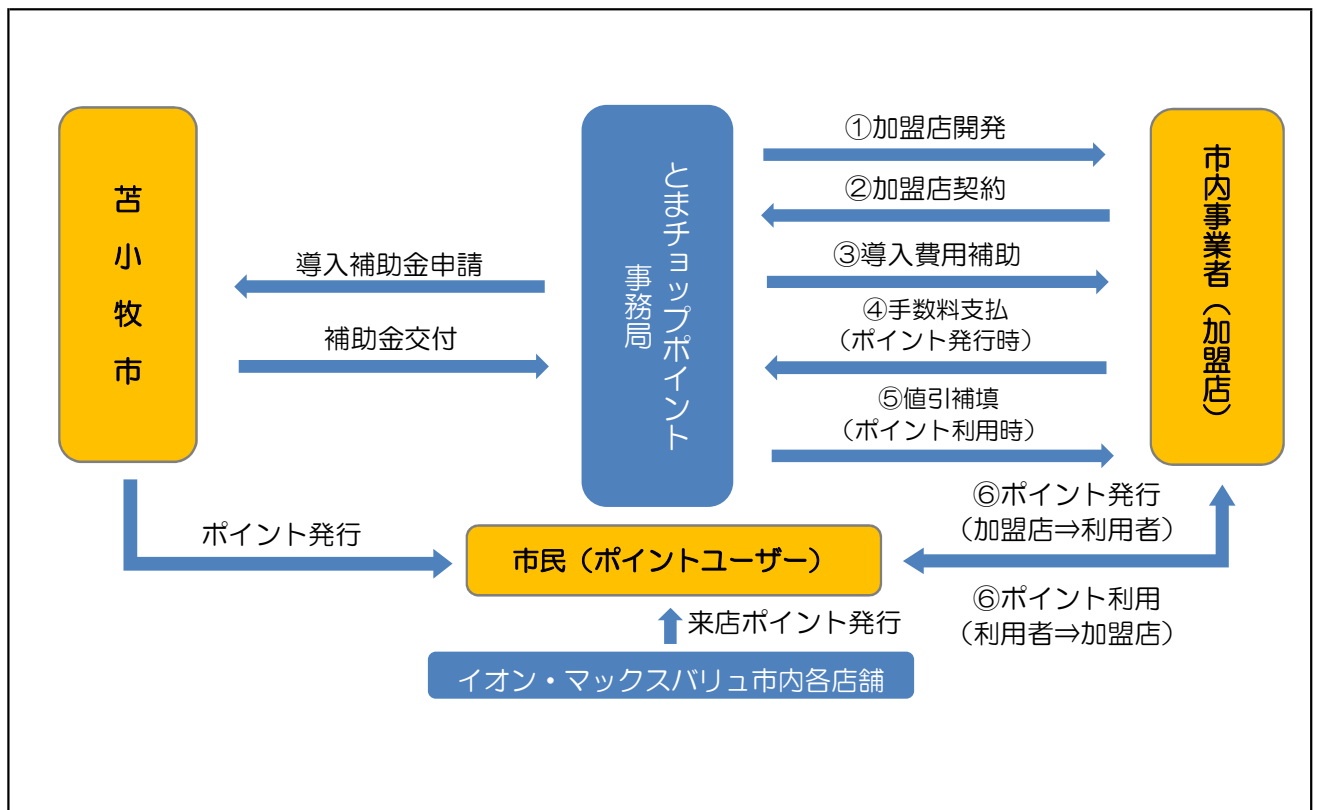 苫小牧市
導入補助金申請
補助金交付
とまチョップポイント
事務局
①加盟店開発
②加盟店契約
③導入費用補助
④手数料支払
（ポイント発行時）
⑤値引補填
（ポイント利用時）
市内事業者（加盟店）
ポイント発行
市民（ポイントユーザー）
⑥ポイント発行
（加盟店⇒利用者）
⑥ポイント利用
（利用者⇒加盟店）
来店ポイント発行
イオン・マックスバリュ市内各店舗